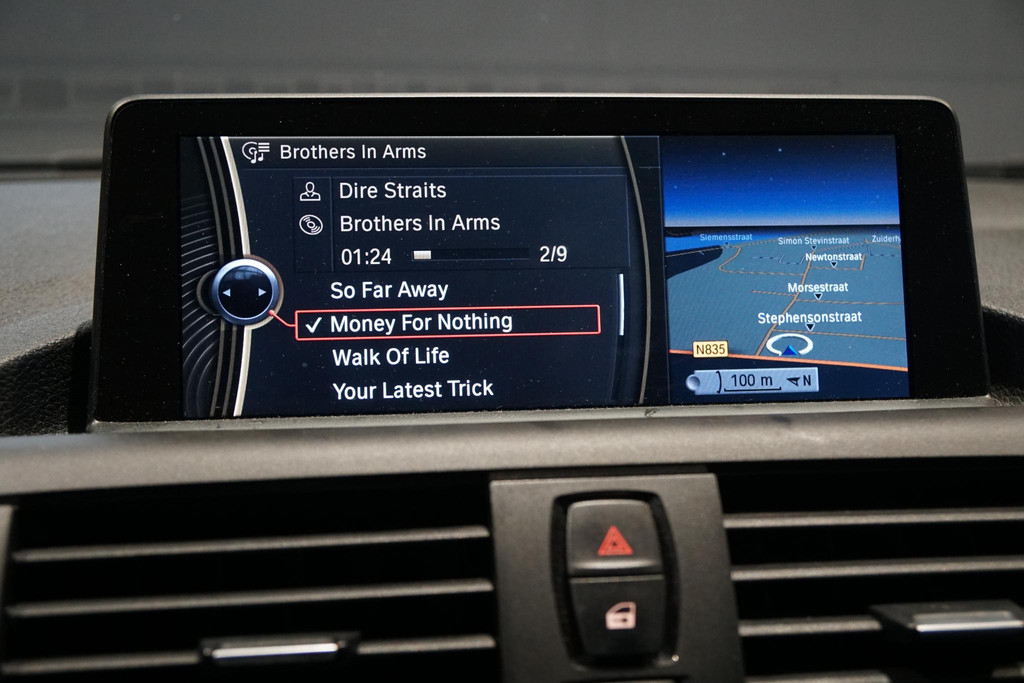 Brothers In Arms
Dire Straits
Brothers In Arms
01:24 2/9
So Far Away
Money For Nothing
Walk Of Life
Your Latest Trick
Siemensstraat
Simon Stevinstraat
Newtonstraat
Morsestraat
Stephensonstraat
N835
100 m N